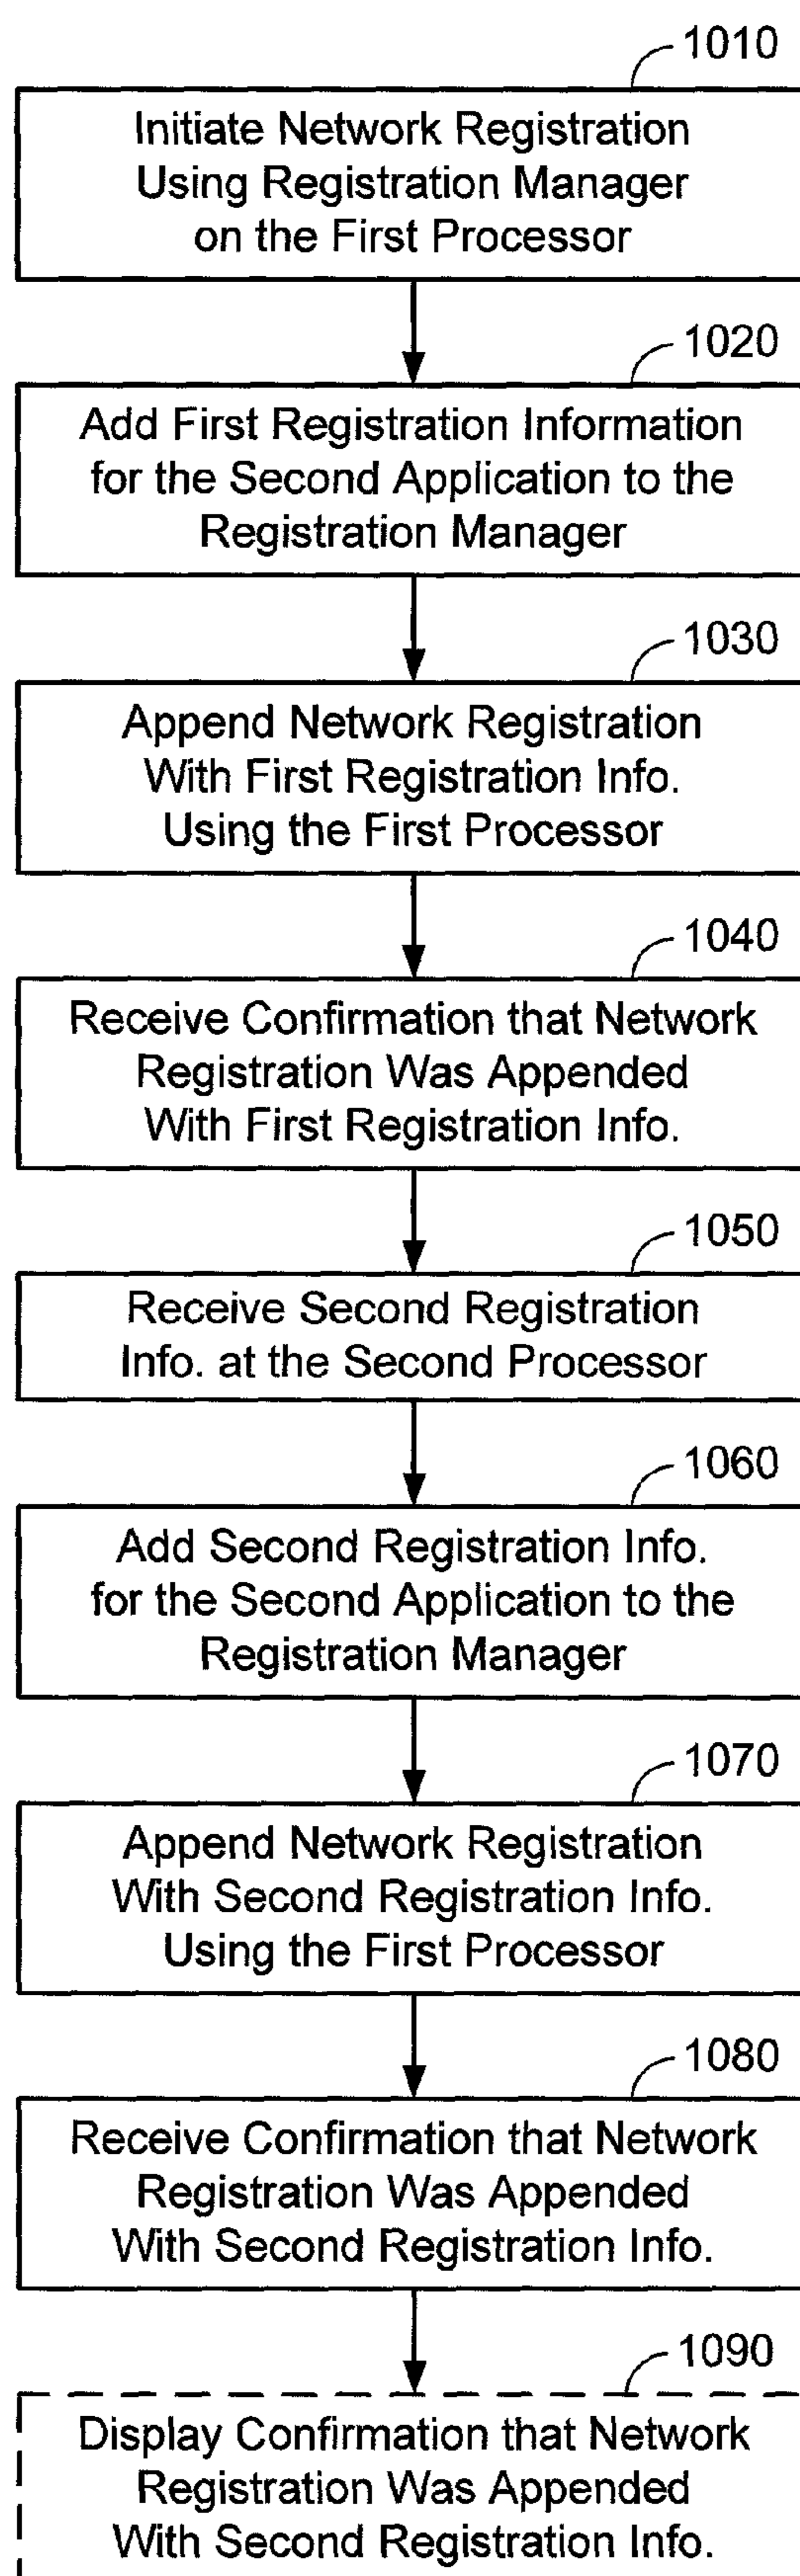 1010
Initiate Network Registration
Using Registration Manager
on the First Processor
1020
Add First Registration Information
for the Second Application to the
Registration Manager
1030
Append Network Registration
With First Registration Info.
Using the First Processor
1040
Receive Confirmation that Network
Registration Was Appended
With First Registration Info.
1050
Receive Second Registration
Info. at the Second Processor
1060
Add Second Registration Info.
for the Second Application to the
Registration Manager
1070
Append Network Registration
With Second Registration Info.
Using the First Processor
1080
Receive Confirmation that Network
Registration Was Appended
With Second Registration Info.
1090
Display Confirmation that Network
Registration Was Appended
With Second Registration Info.